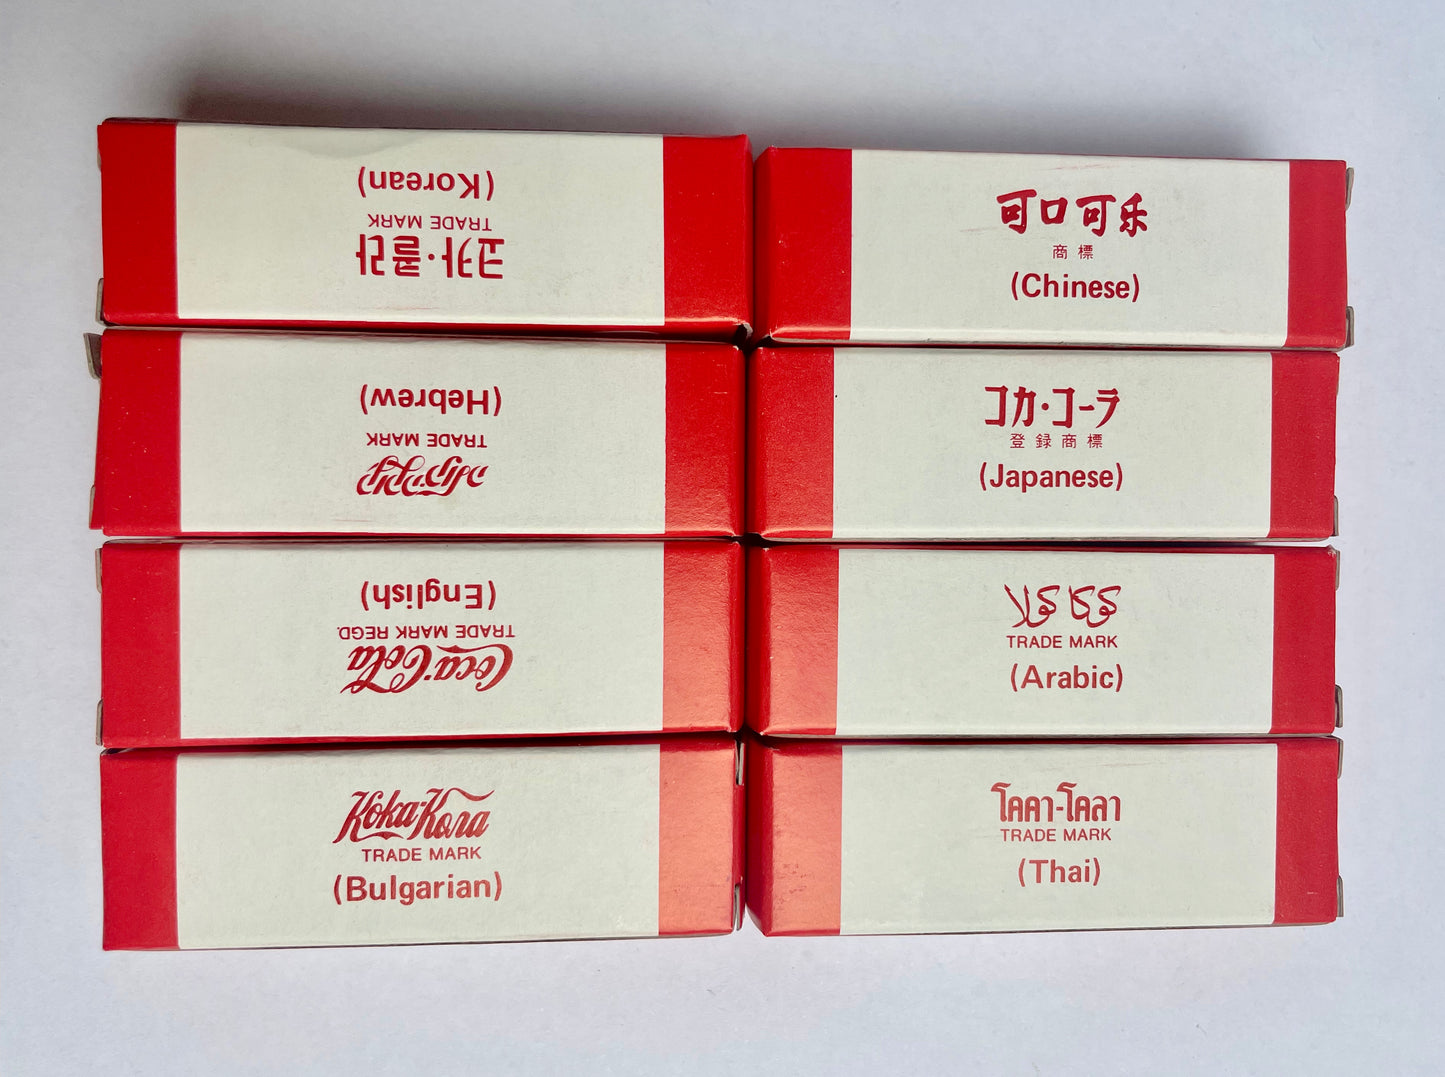 코카·콜라
TRADE MARK
(Korean)
可口可乐
商標
(Chinese)
קוקה-קולה
TRADE MARK
(Hebrew)
コカ・コーラ
登録商標
(Japanese)
Coca-Cola
TRADE MARK REGD.
(English)
كوكا كولا
TRADE MARK
(Arabic)
Кока-Кола
TRADE MARK
(Bulgarian)
โคคา-โคลา
TRADE MARK
(Thai)